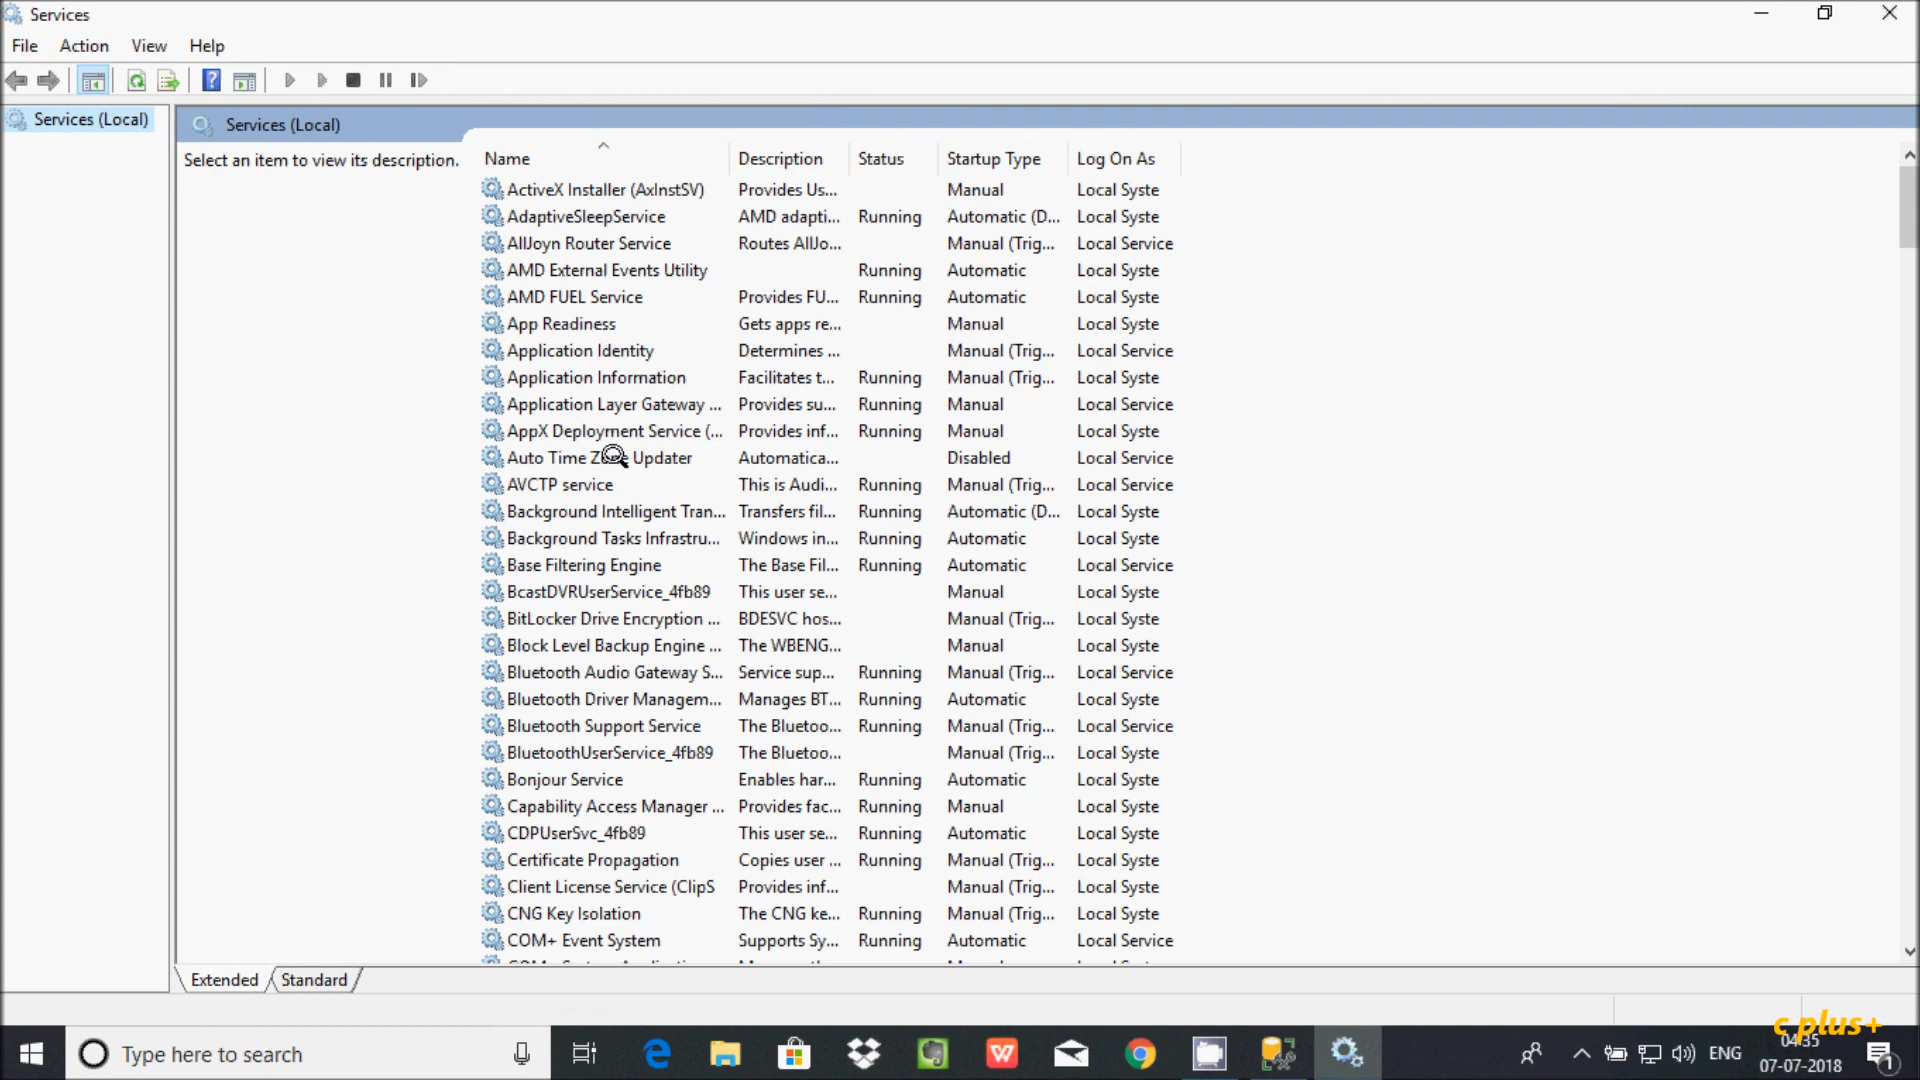 Services
File Action View Help
Services (Local)
Services (Local)
Select an item to view its description.
Name Description Status Startup Type Log On As
ActiveX Installer (AxInstSV) Provides Us... Manual Local Syste
AdaptiveSleepService AMD adapti... Running Automatic (D... Local Syste
AllJoyn Router Service Routes AllJo... Manual (Trig... Local Service
AMD External Events Utility Running Automatic Local Syste
AMD FUEL Service Provides FU... Running Automatic Local Syste
App Readiness Gets apps re... Manual Local Syste
Application Identity Determines ... Manual (Trig... Local Service
Application Information Facilitates t... Running Manual (Trig... Local Syste
Application Layer Gateway ... Provides su... Running Manual Local Service
AppX Deployment Service (... Provides inf... Running Manual Local Syste
Auto Time Zone Updater Automatica... Disabled Local Service
AVCTP service This is Audi... Running Manual (Trig... Local Service
Background Intelligent Tran... Transfers fil... Running Automatic (D... Local Syste
Background Tasks Infrastru... Windows in... Running Automatic Local Syste
Base Filtering Engine The Base Fil... Running Automatic Local Service
BcastDVRUserService_4fb89 This user se... Manual Local Syste
BitLocker Drive Encryption ... BDESVC hos... Manual (Trig... Local Syste
Block Level Backup Engine ... The WBENG... Manual Local Syste
Bluetooth Audio Gateway S... Service sup... Running Manual (Trig... Local Service
Bluetooth Driver Managem... Manages BT... Running Automatic Local Syste
Bluetooth Support Service The Bluetoo... Running Manual (Trig... Local Service
BluetoothUserService_4fb89 The Bluetoo... Manual (Trig... Local Syste
Bonjour Service Enables har... Running Automatic Local Syste
Capability Access Manager ... Provides fac... Running Manual Local Syste
CDPUserSvc_4fb89 This user se... Running Automatic Local Syste
Certificate Propagation Copies user ... Running Manual (Trig... Local Syste
Client License Service (ClipS Provides inf... Manual (Trig... Local Syste
CNG Key Isolation The CNG ke... Running Manual (Trig... Local Syste
COM+ Event System Supports Sy... Running Automatic Local Service
Extended Standard
c plus+
Type here to search ENG 04:35
07-07-2018 1